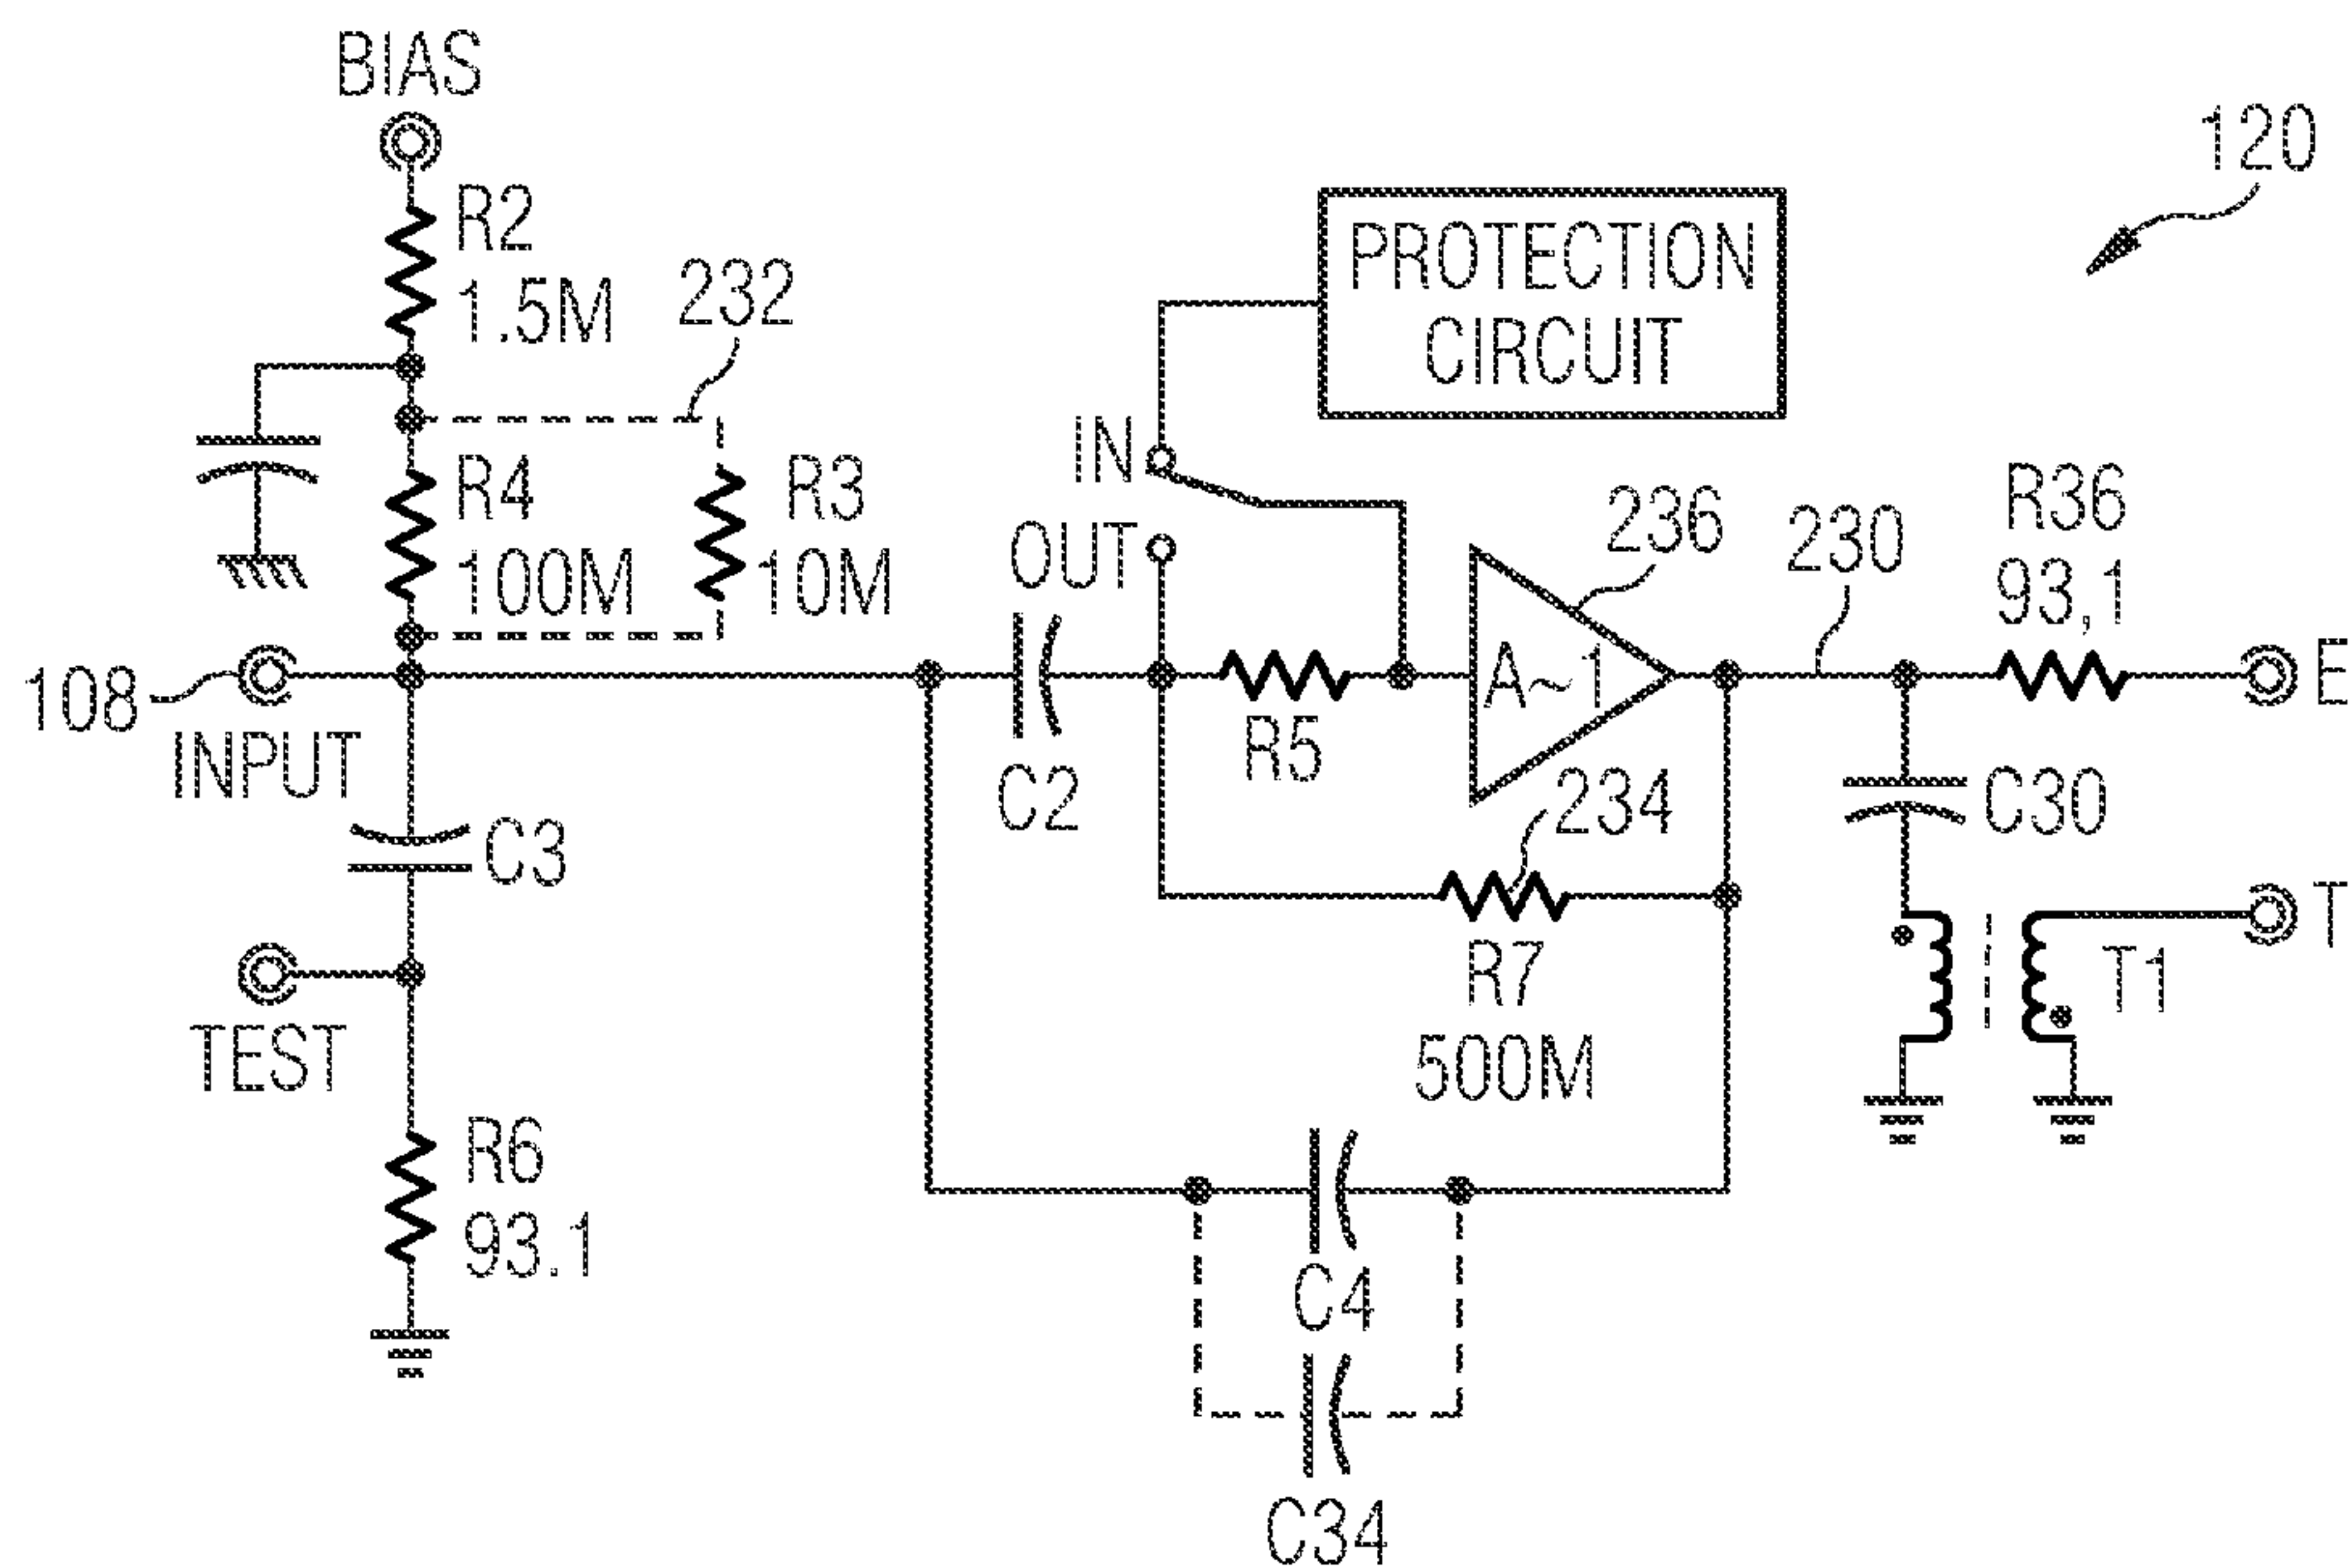 BIAS
120
R2
1.5M
232
PROTECTION
CIRCUIT
IN
R4
100M
R3
10M
OUT
236
230
R36
93,1
108
INPUT
A~1
E
R5
C2
234
C30
C3
T
R7
500M
T1
TEST
R6
93.1
C4
C34